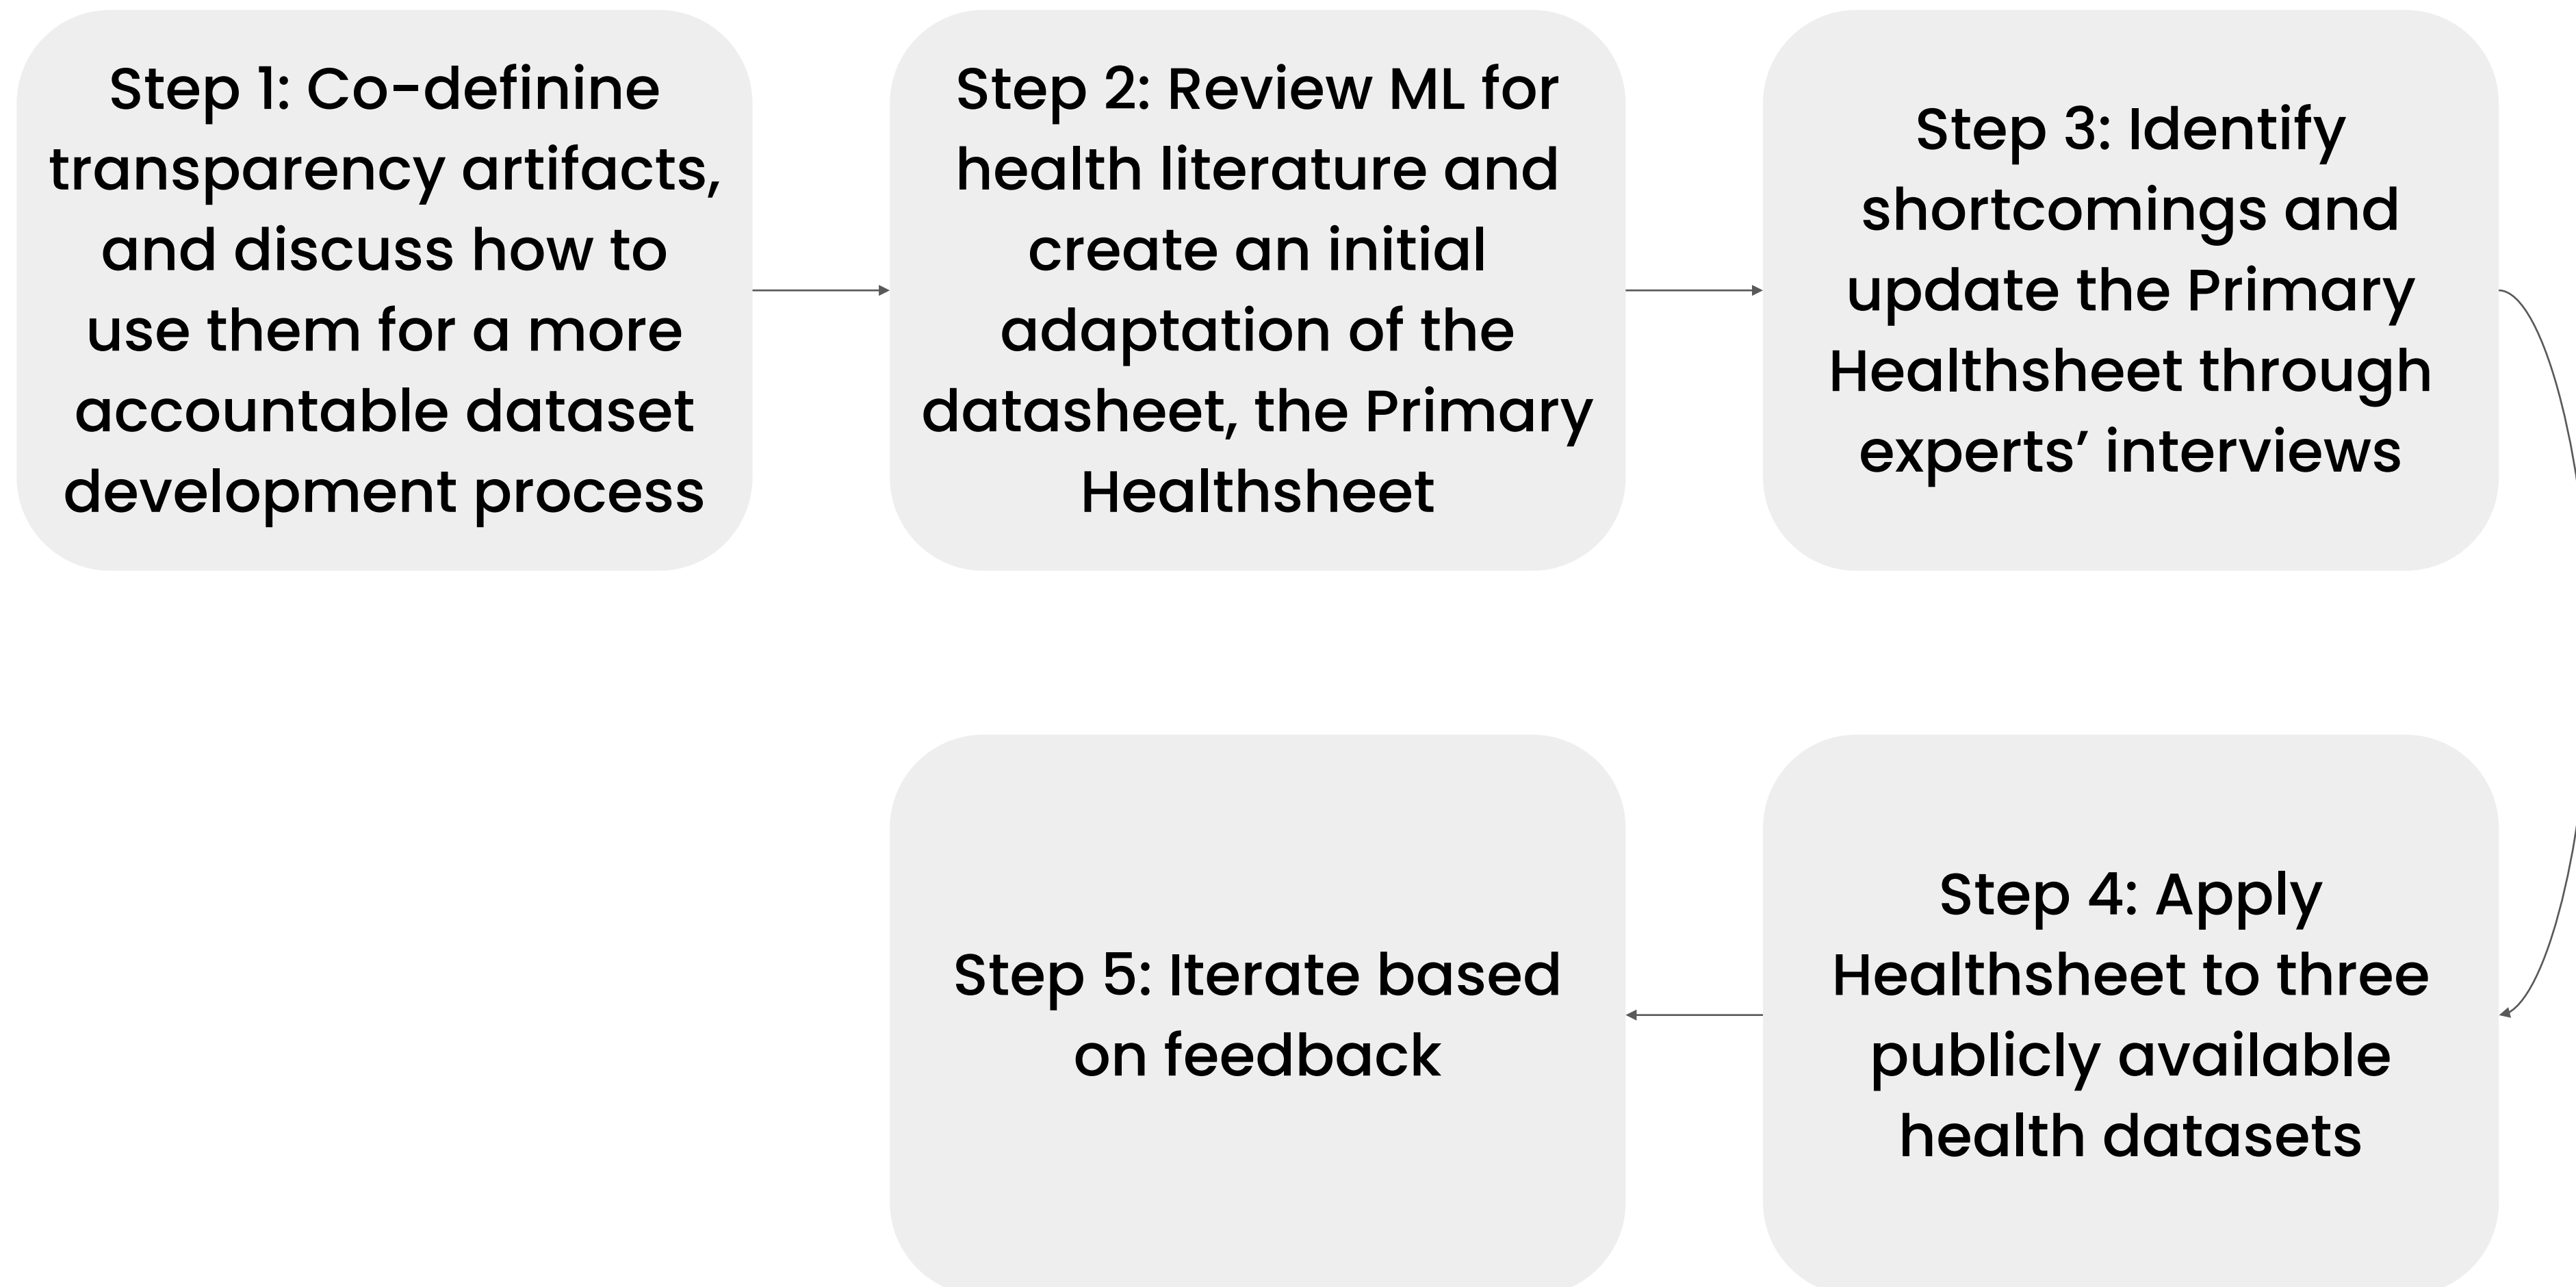 Step 1: Co-definine
transparency artifacts,
and discuss how to
use them for a more
accountable dataset
development process
Step 2: Review ML for
health literature and
create an initial
adaptation of the
datasheet, the Primary
Healthsheet
Step 3: Identify
shortcomings and
update the Primary
Healthsheet through
experts’ interviews
Step 4: Apply
Healthsheet to three
publicly available
health datasets
Step 5: Iterate based
on feedback